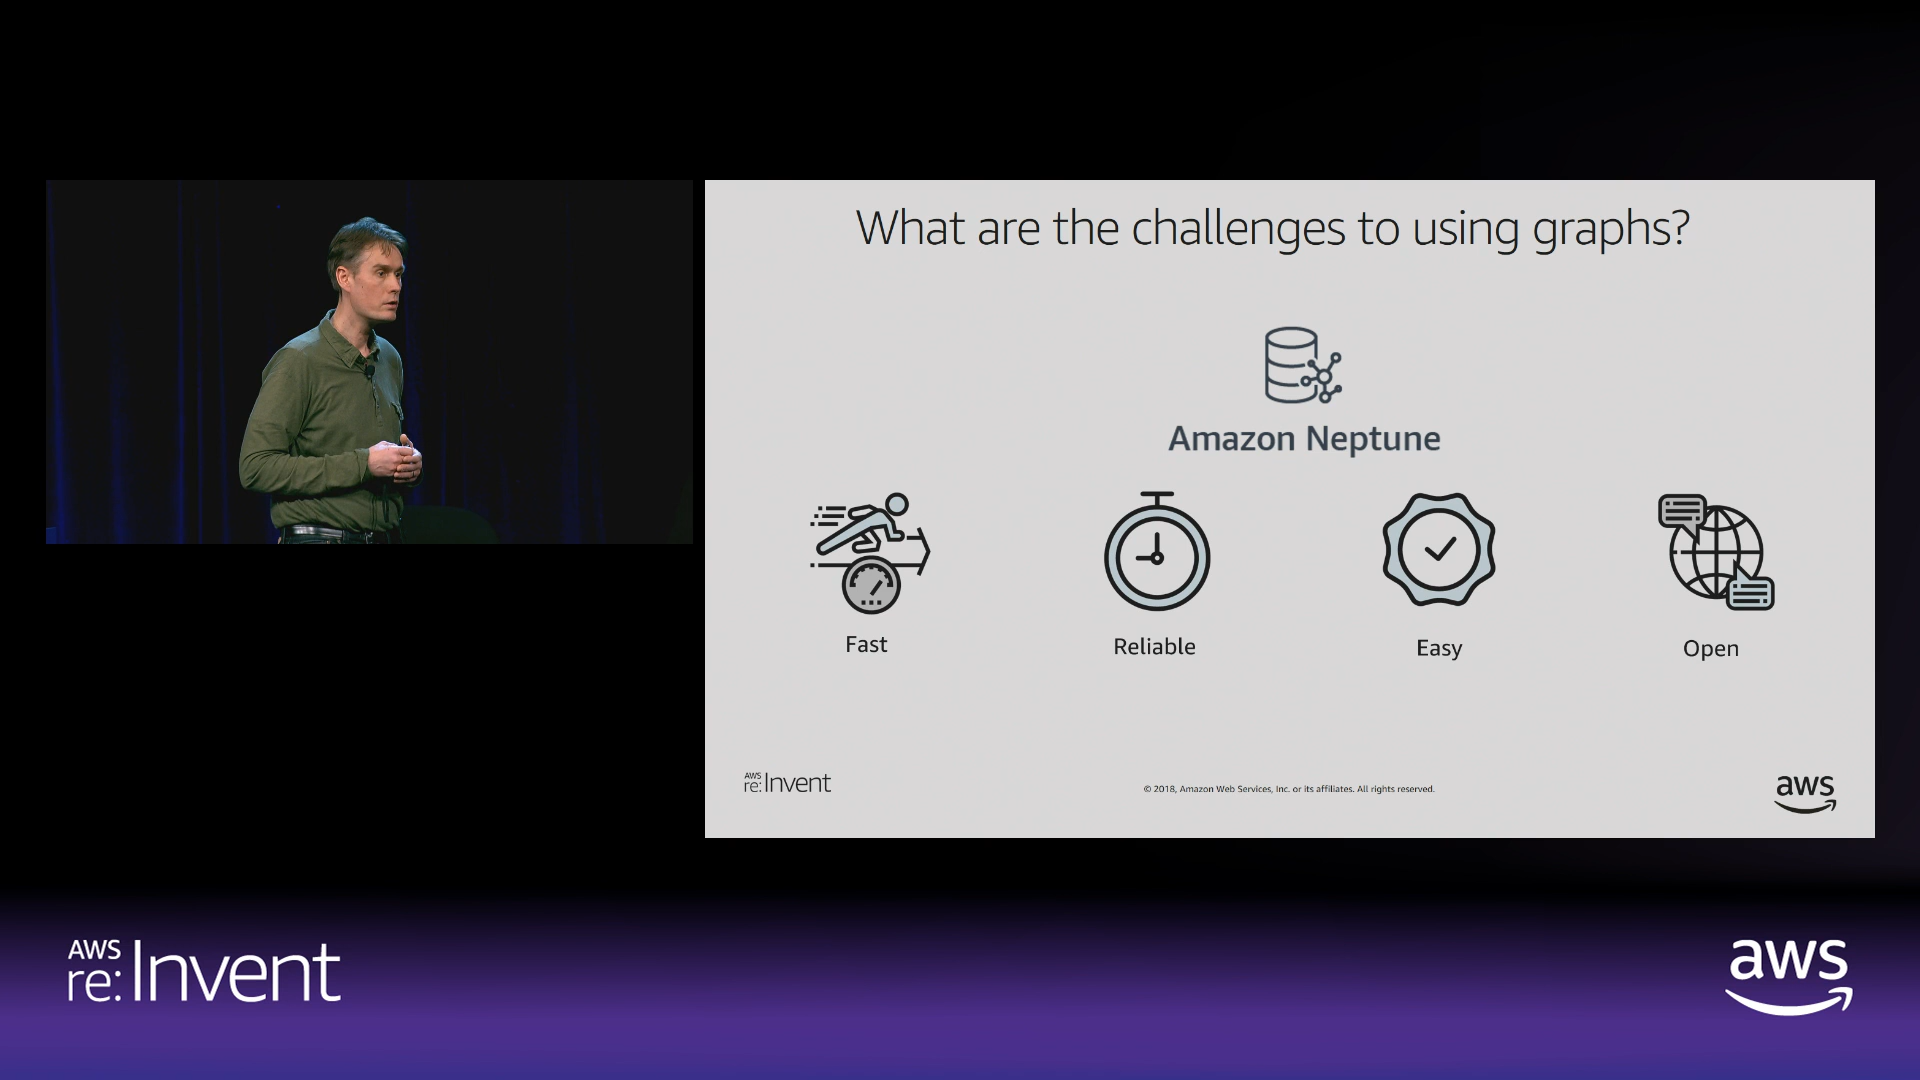 What are the challenges to using graphs?
Amazon Neptune
Fast
Reliable
Easy
Open
AWS
re:Invent
© 2018, Amazon Web Services, Inc. or its affiliates. All rights reserved.
aws
AWS
re:Invent
aws